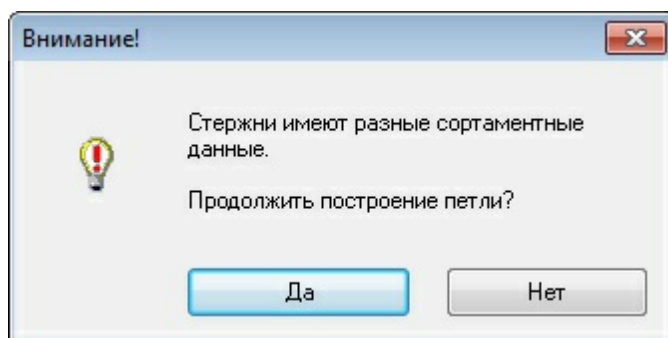 Внимание!
Стержни имеют разные сортаментные
данные.
Продолжить построение петли?
Да
Нет